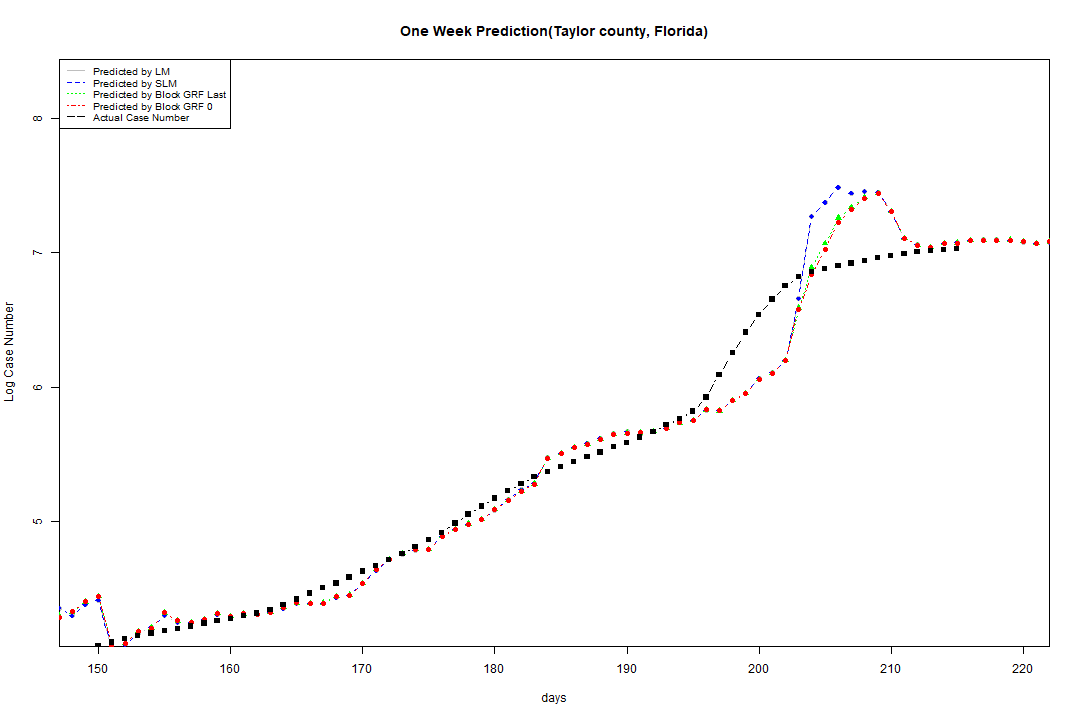 One Week Prediction(Taylor county, Florida)
Predicted by LM
Predicted by SLM
Predicted by Block GRF Last
Predicted by Block GRF 0
Actual Case Number
8
7
6
5
Log Case Number
150 160 170 180 190 200 210 220
days